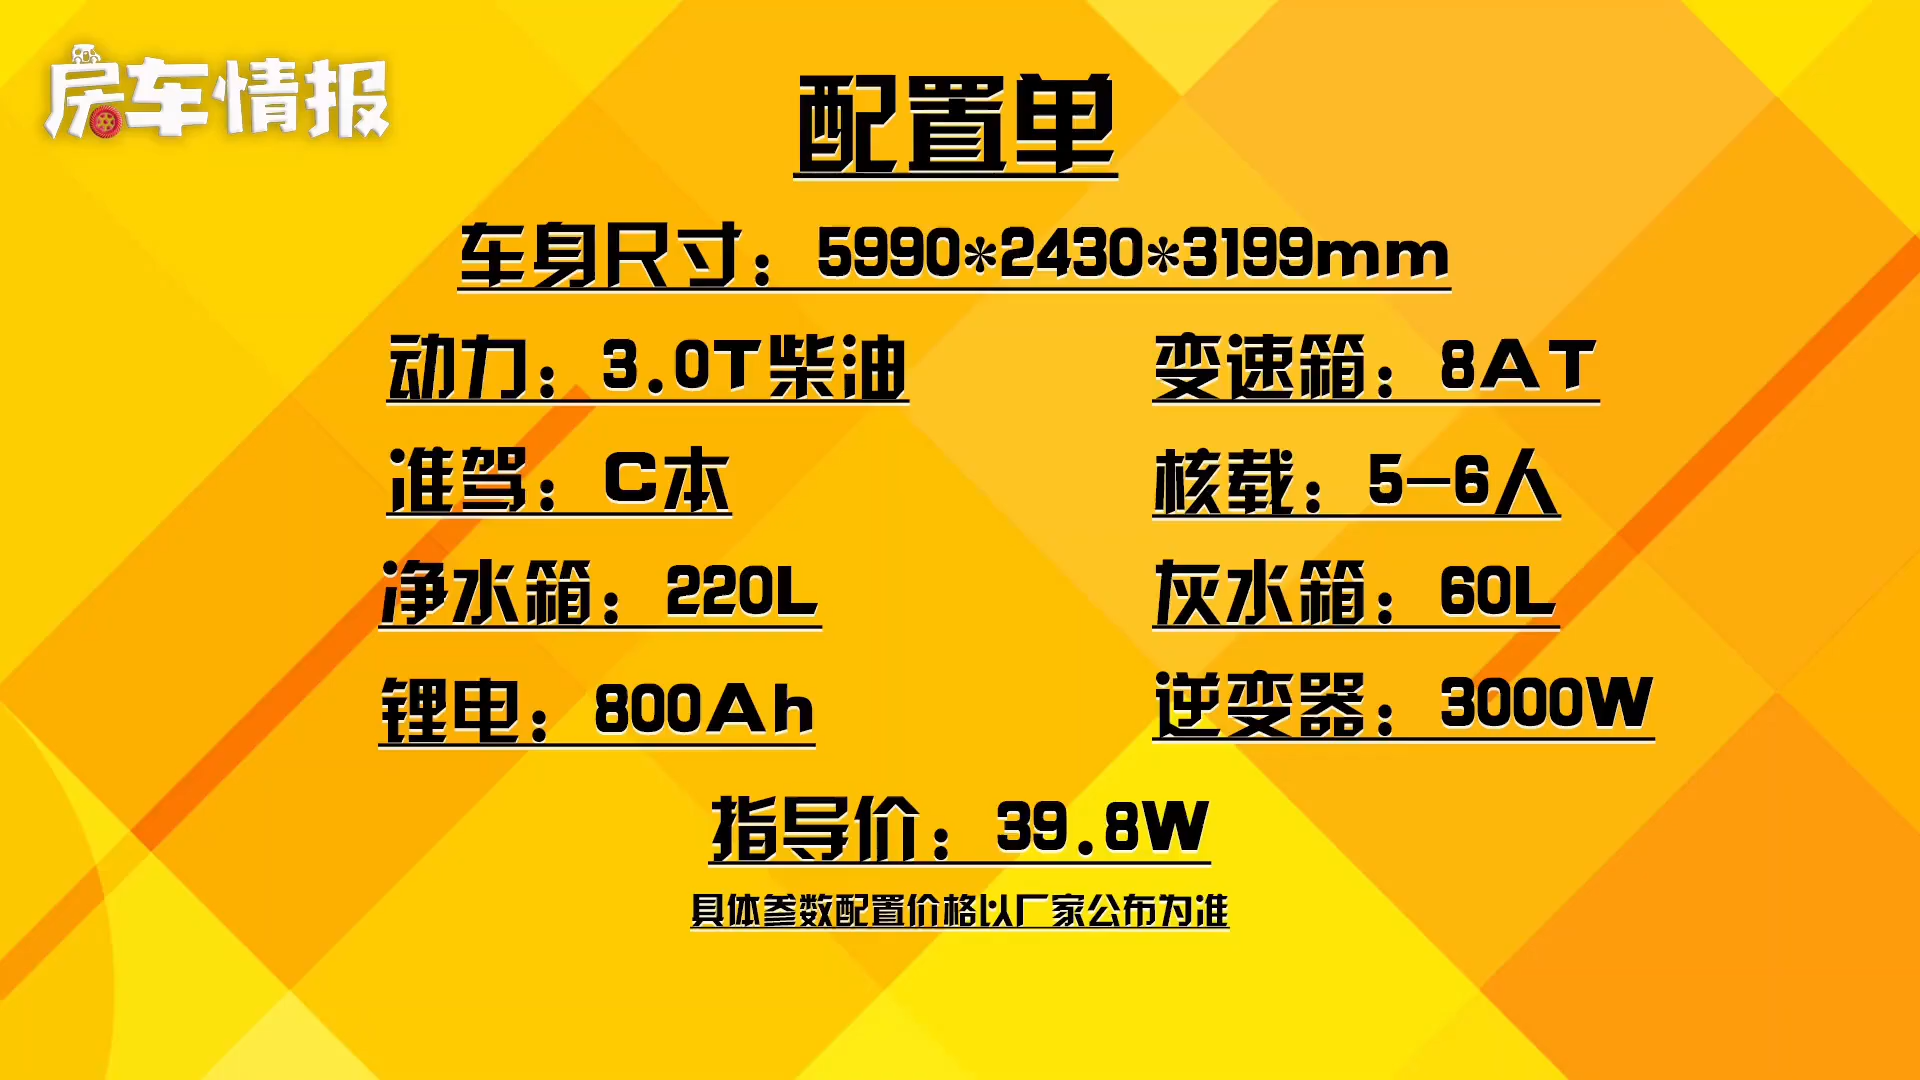 房车情报
配置单
车身尺寸：5990*2430*3199mm
动力：3.0T柴油
变速箱：8AT
准驾：C本
核载：5-6人
净水箱：220L
灰水箱：60L
锂电：800Ah
逆变器：3000W
指导价：39.8W
具体参数配置价格以厂家公布为准